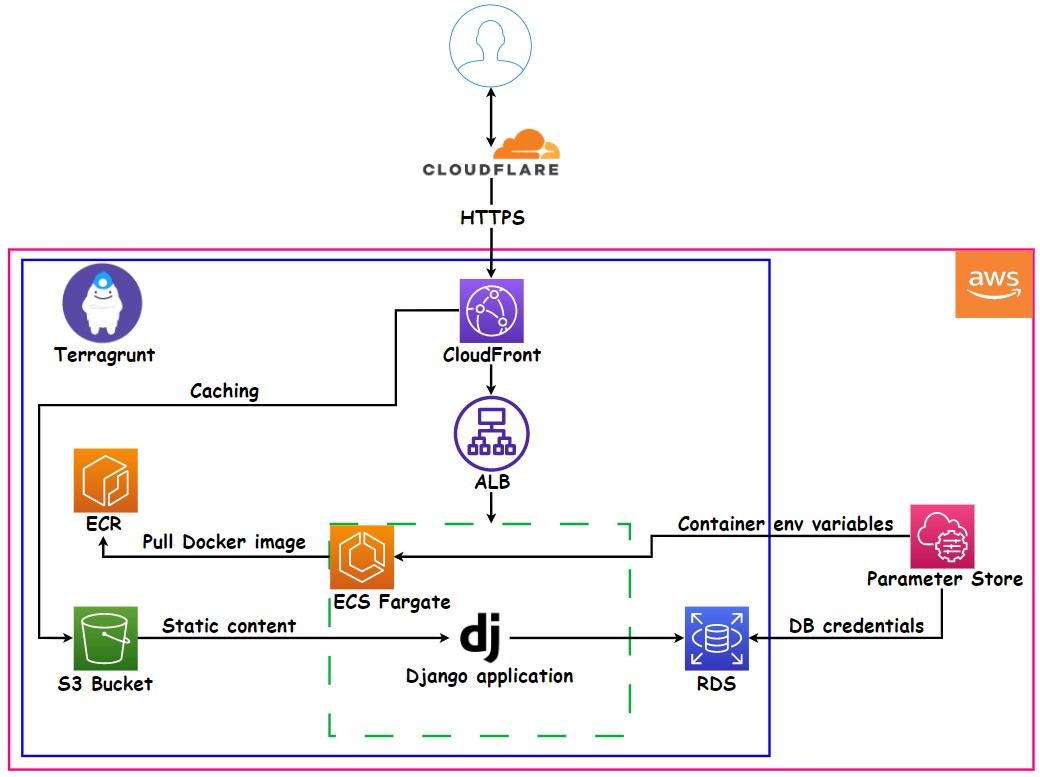 CLOUDFLARE
HTTPS
aws
Terragrunt
CloudFront
Caching
ALB
ECR
Container env variables
Pull Docker image
Parameter Store
ECS Fargate
Static content
dj
DB credentials
Django application
S3 Bucket
RDS